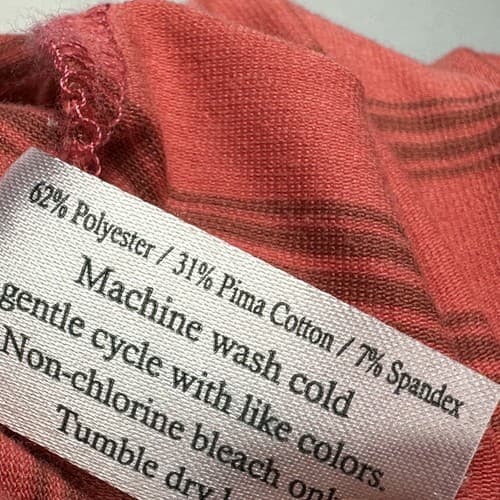 62% Polyester / 31% Pima Cotton / 7% Spandex
Machine wash cold
gentle cycle with like colors.
Non-chlorine bleach
Tumble dry